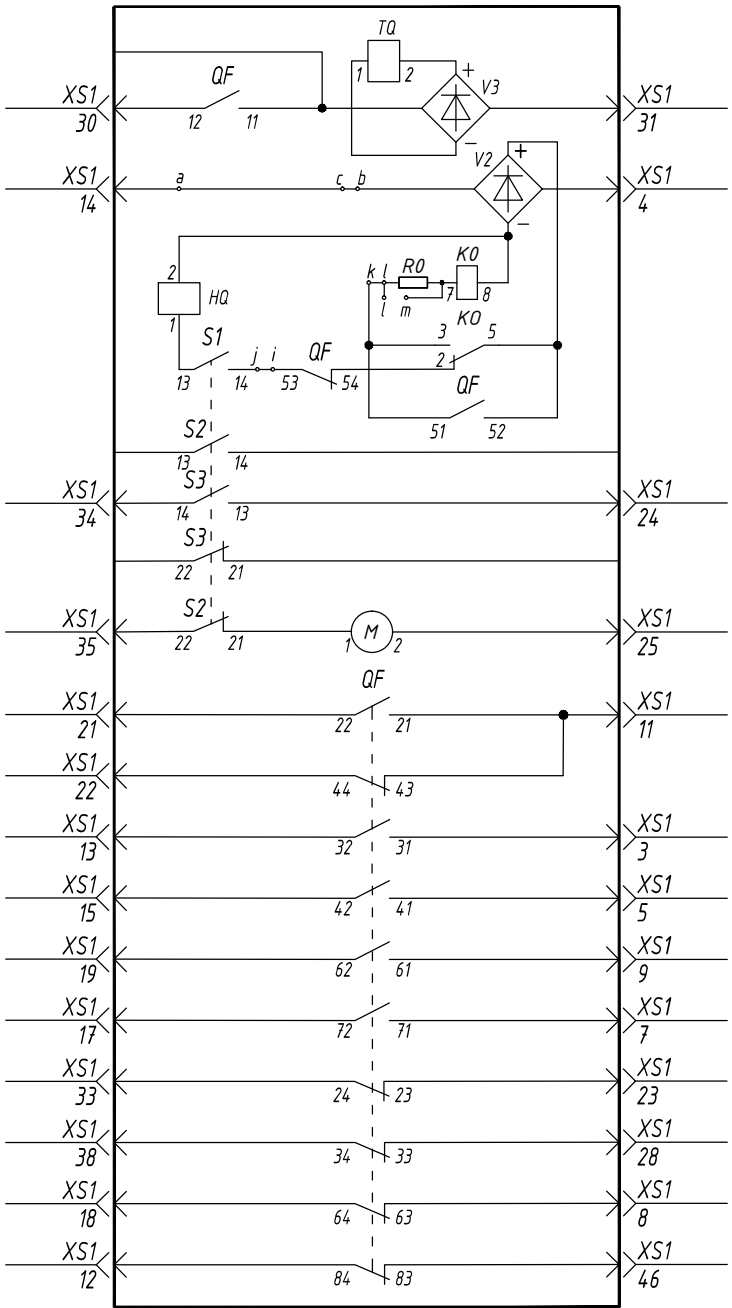 TQ
1 2 + V3
QF
XS1 XS1
30 12 11 31
–
V2 +
XS1 a c b XS1
14 4
–
2 k l R0 K0
HQ l m 7 8
1 K0
S1 3 5
j i QF 2
13 14 53 54 QF
51 52
S2
13 14
XS1 S3 XS1
34 14 13 24
S3
22 21
XS1 S2 XS1
35 22 21 1 M 2 25
QF
XS1 XS1
21 22 21 11
XS1
22 44 43
XS1 XS1
13 32 31 3
XS1 XS1
15 42 41 5
XS1 XS1
19 62 61 9
XS1 XS1
17 72 71 7
XS1 XS1
33 24 23 23
XS1 XS1
38 34 33 28
XS1 XS1
18 64 63 8
XS1 XS1
12 84 83 46